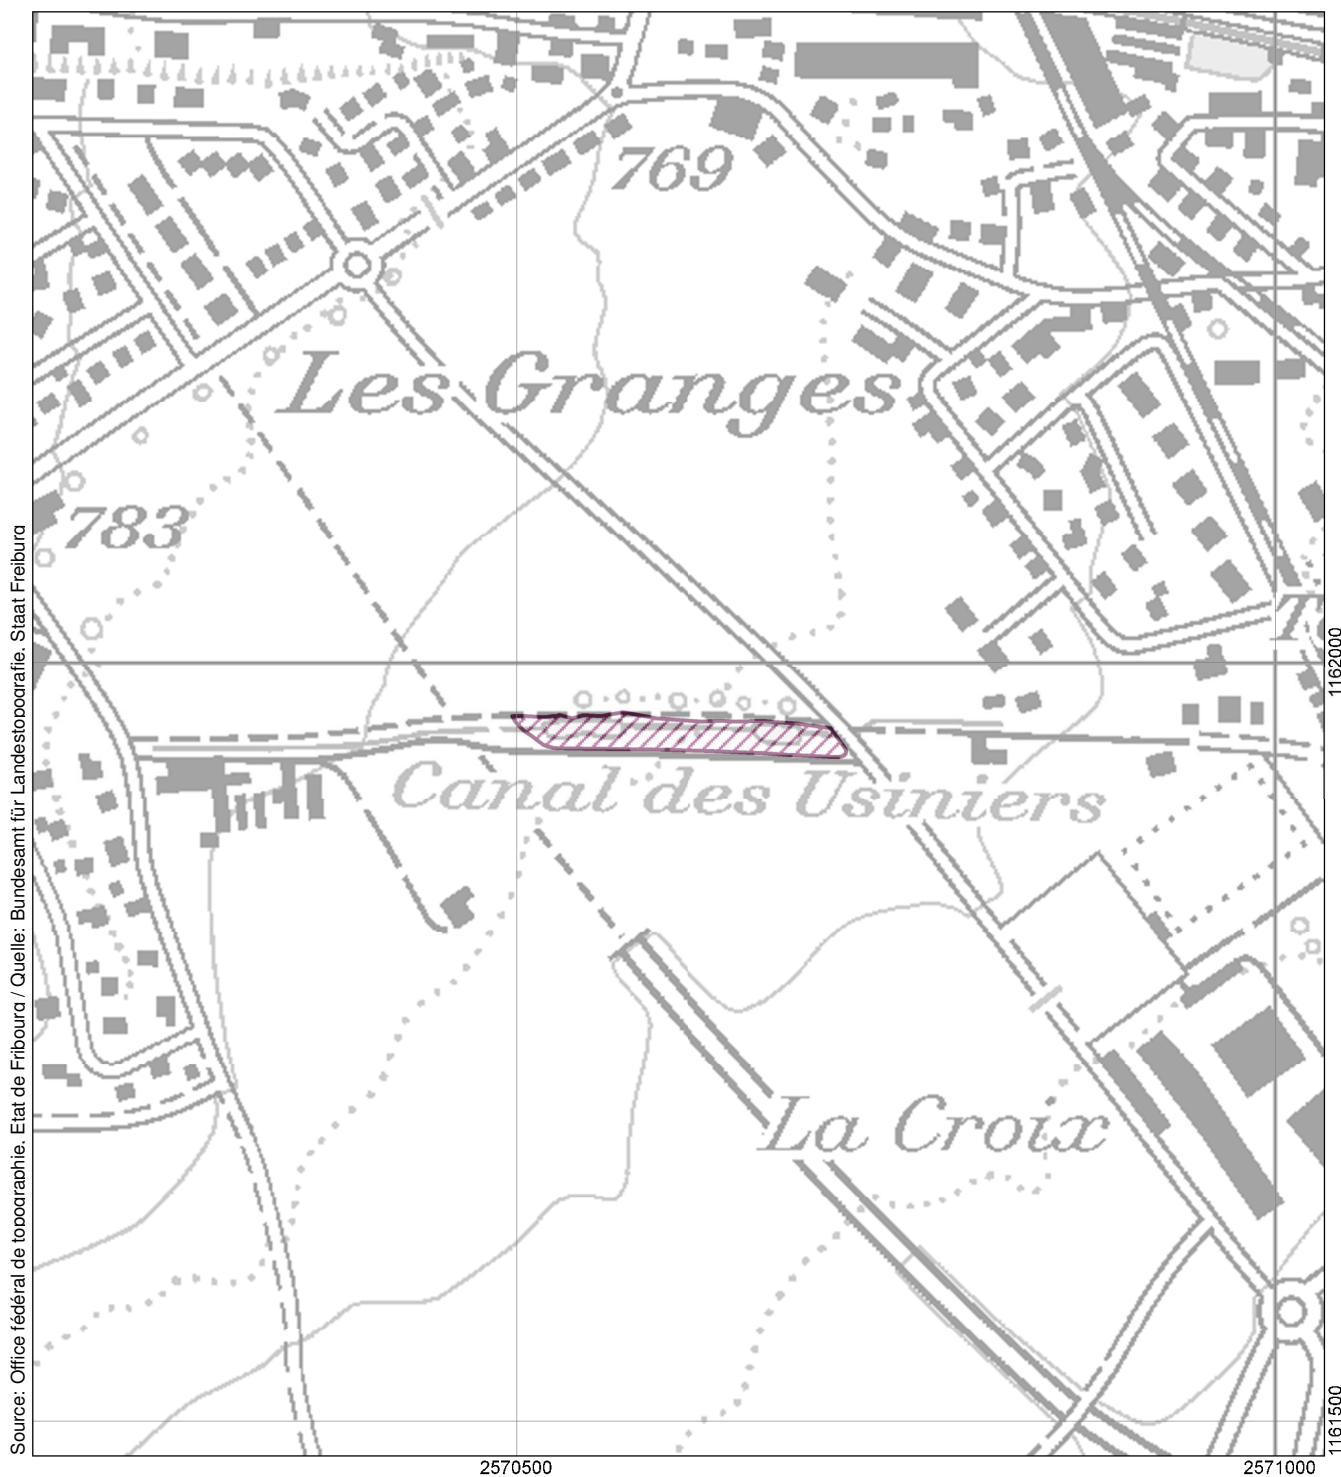 769
Les Granges
783
T
Canal des Usiniers
La Croix
1162000
1161500
2570500
2571000
Source: Office fédéral de topographie, Etat de Fribourg / Quelle: Bundesamt für Landestopografie, Staat Freiburg